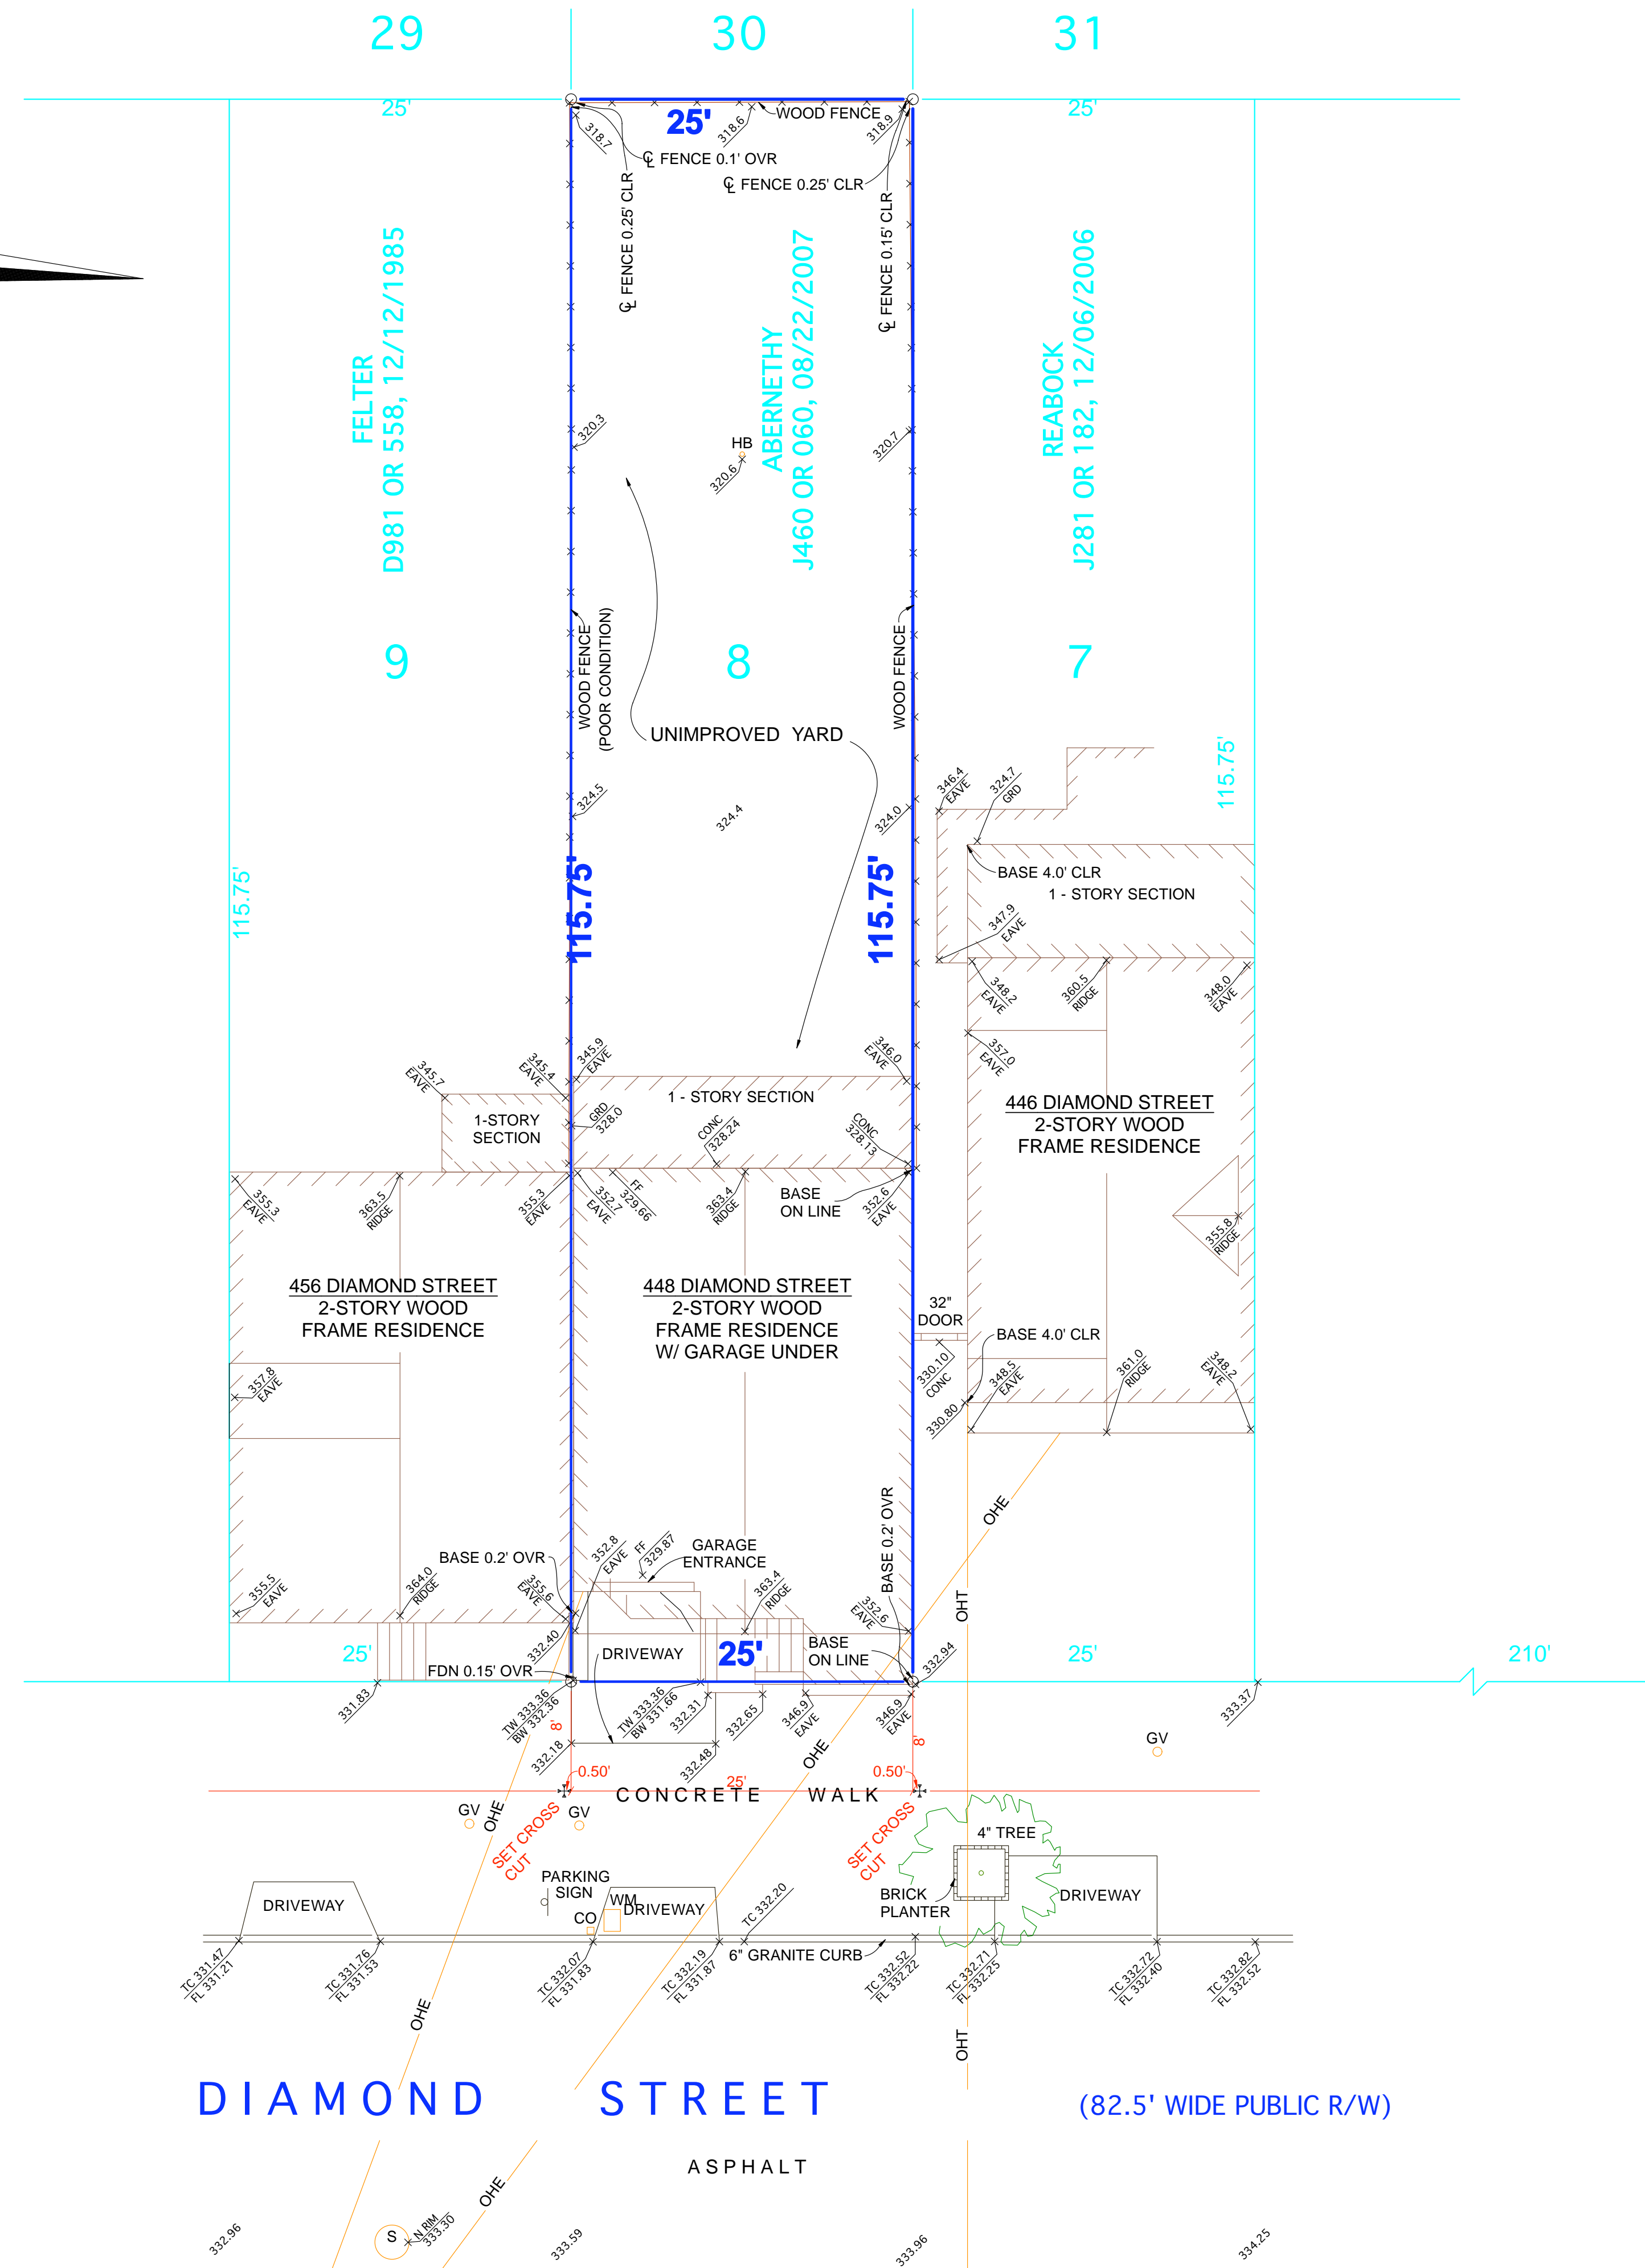 29
30
31
25'
25'
25'
WOOD FENCE
318.7
318.6
318.9
℄ FENCE 0.1' OVR
℄ FENCE 0.25' CLR
℄ FENCE 0.25' CLR
℄ FENCE 0.15' CLR
FELTER
D981 OR 558, 12/12/1985
ABERNETHY
J460 OR 060, 08/22/2007
REABOCK
J281 OR 182, 12/06/2006
320.3
HB
320.6
320.7
WOOD FENCE
(POOR CONDITION)
WOOD FENCE
9
8
7
UNIMPROVED YARD
115.75'
346.4
EAVE
324.7
GRD
324.5
324.4
324.0
115.75'
115.75'
115.75'
BASE 4.0' CLR
1 - STORY SECTION
347.9
EAVE
348.2
EAVE
360.5
RIDGE
348.0
EAVE
357.0
EAVE
345.7
EAVE
345.4
EAVE
345.9
EAVE
346.0
EAVE
1-STORY
SECTION
GRD
328.0
1 - STORY SECTION
CONC
328.24
CONC
328.13
446 DIAMOND STREET
2-STORY WOOD
FRAME RESIDENCE
355.3
EAVE
363.5
RIDGE
355.3
EAVE
352.7
EAVE
FF
329.66
363.4
RIDGE
BASE
ON LINE
352.6
EAVE
355.8
RIDGE
456 DIAMOND STREET
2-STORY WOOD
FRAME RESIDENCE
448 DIAMOND STREET
2-STORY WOOD
FRAME RESIDENCE
W/ GARAGE UNDER
32"
DOOR
BASE 4.0' CLR
330.10
CONC
348.5
EAVE
361.0
RIDGE
348.2
EAVE
357.8
EAVE
330.80
OHE
BASE 0.2' OVR
BASE 0.2' OVR
352.8
EAVE
FF
329.87
GARAGE
ENTRANCE
355.5
EAVE
364.0
RIDGE
355.6
EAVE
363.4
RIDGE
352.6
EAVE
OHT
332.40
25'
FDN 0.15' OVR
DRIVEWAY
25'
BASE
ON LINE
332.94
25'
210'
331.83
TW 333.36
BW 332.36
TW 333.36
BW 331.66
332.31
332.65
346.9
EAVE
346.9
EAVE
333.37
8'
8'
332.18
332.48
OHE
GV
0.50'
25'
0.50'
CONCRETE WALK
GV
OHE
GV
SET CROSS
CUT
SET CROSS
CUT
4" TREE
PARKING
SIGN
BRICK
PLANTER
DRIVEWAY
DRIVEWAY
DRIVEWAY
WM
CO
TC 332.20
6" GRANITE CURB
TC 331.47
FL 331.21
TC 331.76
FL 331.53
TC 332.07
FL 331.83
TC 332.19
FL 331.87
TC 332.52
FL 332.22
TC 332.71
FL 332.25
TC 332.72
FL 332.40
TC 332.82
FL 332.52
OHE
OHT
DIAMOND STREET
(82.5' WIDE PUBLIC R/W)
ASPHALT
OHE
S
N RIM
333.30
332.96
333.59
333.96
334.25